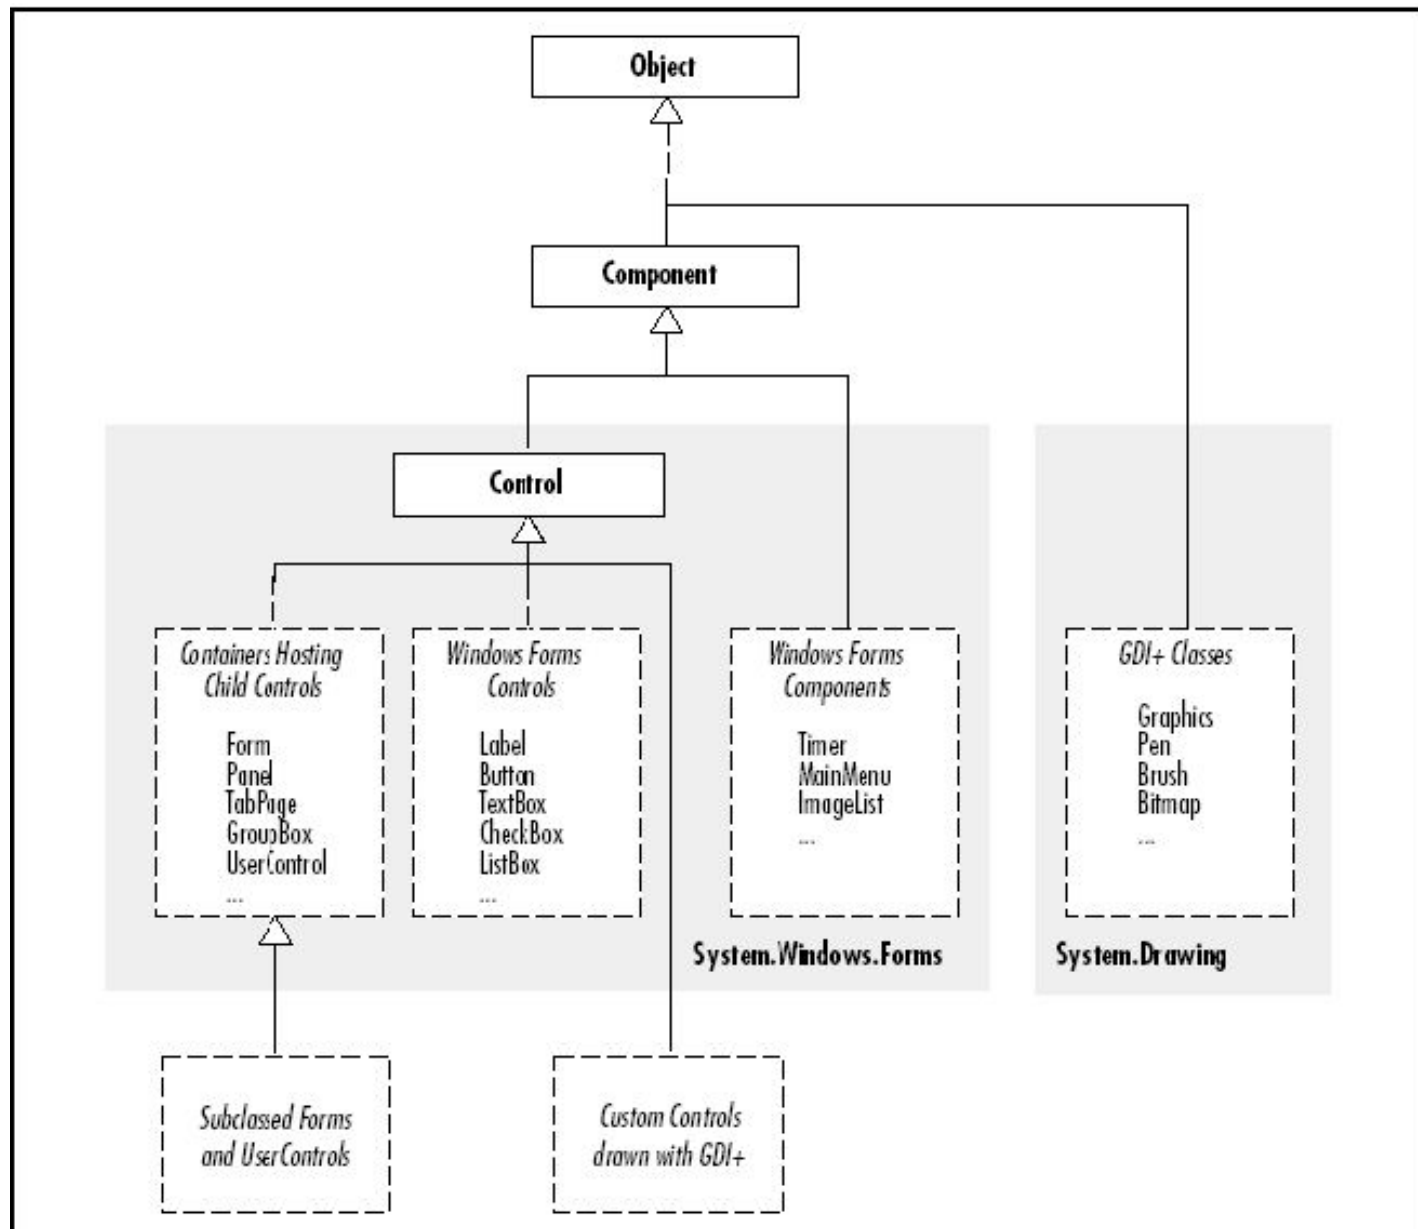 Object
Component
Control
Containers Hosting
Child Controls
Form
Panel
TabPage
GroupBox
UserControl
...
Windows Forms
Controls
Label
Button
TextBox
CheckBox
ListBox
...
Windows Forms
Components
Timer
MainMenu
ImageList
...
GDI+ Classes
Graphics
Pen
Brush
Bitmap
...
System.Windows.Forms
System.Drawing
Subclassed Forms
and UserControls
Custom Controls
drawn with GDI+